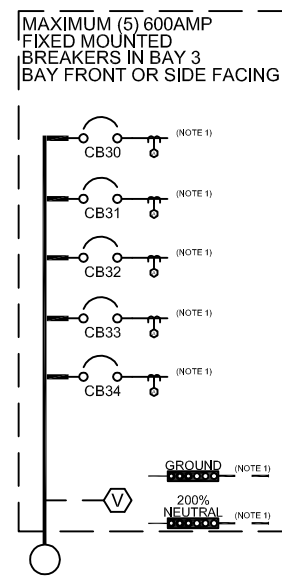 MAXIMUM (5) 600AMP
FIXED MOUNTED
BREAKERS IN BAY 3
BAY FRONT OR SIDE FACING
(NOTE 1)
CB30
(NOTE 1)
CB31
(NOTE 1)
CB32
(NOTE 1)
CB33
(NOTE 1)
CB34
GROUND (NOTE 1)
V
200%
NEUTRAL (NOTE 1)